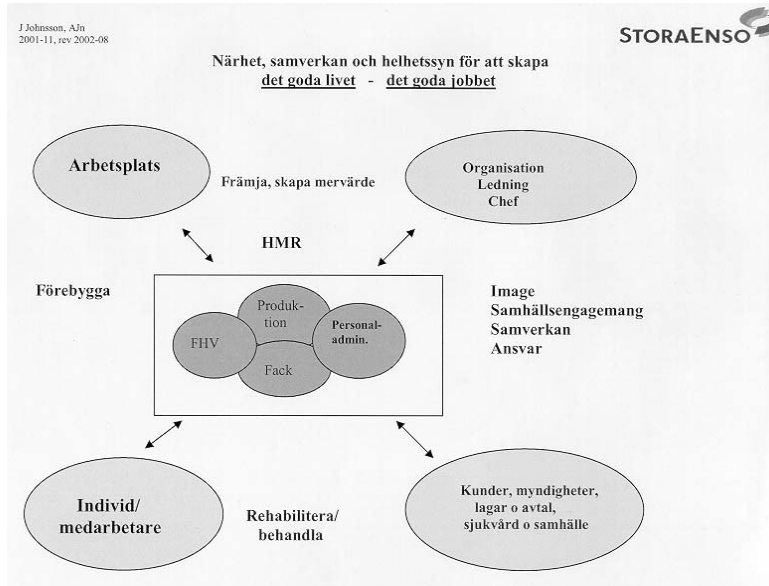 J Johnsson, AJn
2001-11, rev 2002-08
STORAENSO
Närhet, samverkan och helhetssyn för att skapa
det goda livet - det goda jobbet
Arbetsplats
Främja, skapa mervärde
Organisation
Ledning
Chef
HMR
Förebygga
Produk-
tion
FHV
Personal-
admin.
Fack
Image
Samhällsengagemang
Samverkan
Ansvar
Individ/
medarbetare
Rehabilitera/
behandla
Kunder, myndigheter,
lagar o avtal,
sjukvård o samhälle